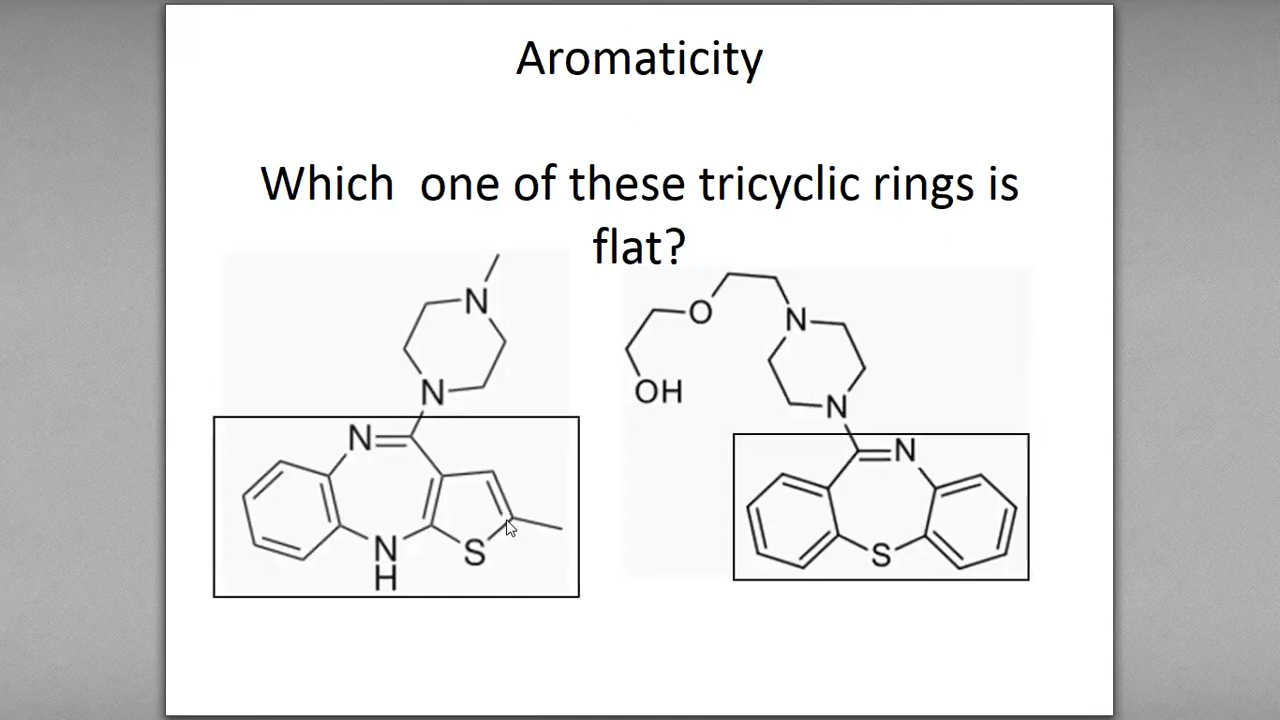 Aromaticity
Which one of these tricyclic rings is
flat?
N
O
N
OH
N
N
N
N
S
N
H
S